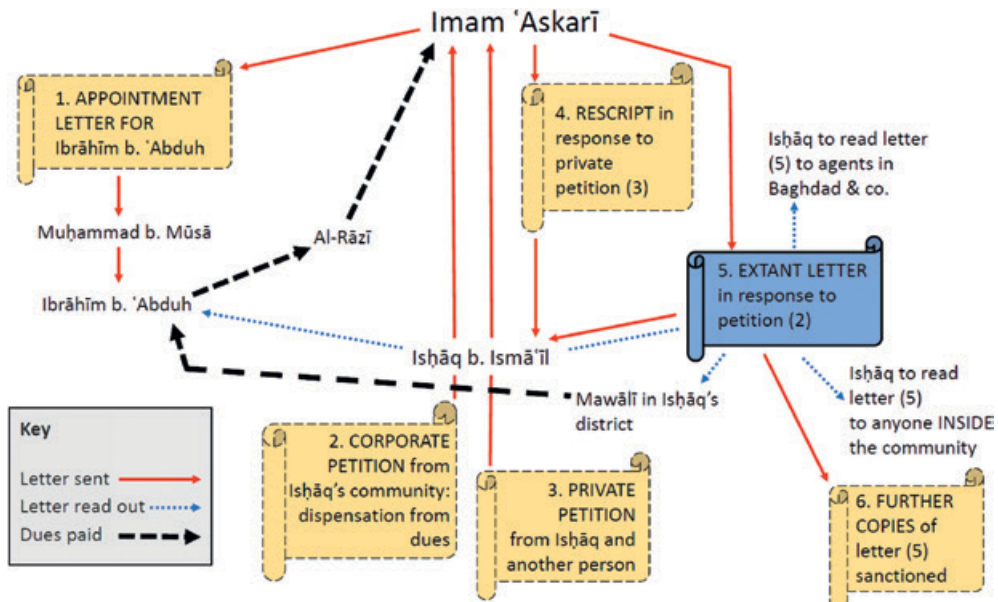 Imam ʿAskarī
1. APPOINTMENT
LETTER FOR
Ibrāhīm b. ʿAbduh
4. RESCRIPT in
response to
private
petition (3)
Isḥāq to read letter
(5) to agents in
Baghdad & co.
Muḥammad b. Mūsā
Al-Rāzī
Ibrāhīm b. ʿAbduh
5. EXTANT LETTER
in response to
petition (2)
Isḥāq b. Ismāʿīl
Mawālī in Isḥāq's
district
Isḥāq to read
letter (5)
to anyone INSIDE
the community
Key
Letter sent
Letter read out
Dues paid
2. CORPORATE
PETITION from
Isḥāq's community:
dispensation from
dues
3. PRIVATE
PETITION
from Isḥāq and
another person
6. FURTHER
COPIES of
letter (5)
sanctioned